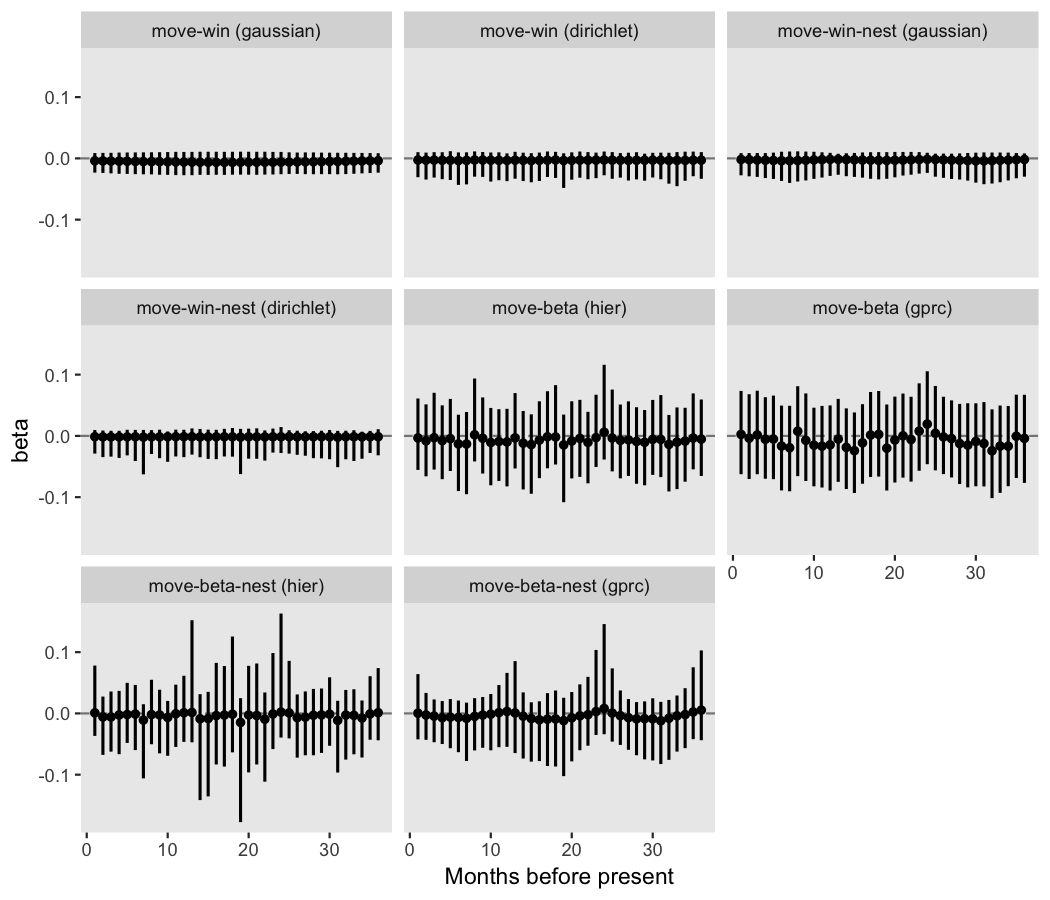 move-win (gaussian)
move-win (dirichlet)
move-win-nest (gaussian)
0.1
0.0
-0.1
move-win-nest (dirichlet)
move-beta (hier)
move-beta (gprc)
0.1
0.0
-0.1
0 10 20 30
move-beta-nest (hier)
move-beta-nest (gprc)
0.1
0.0
-0.1
0 10 20 30
0 10 20 30
beta
Months before present